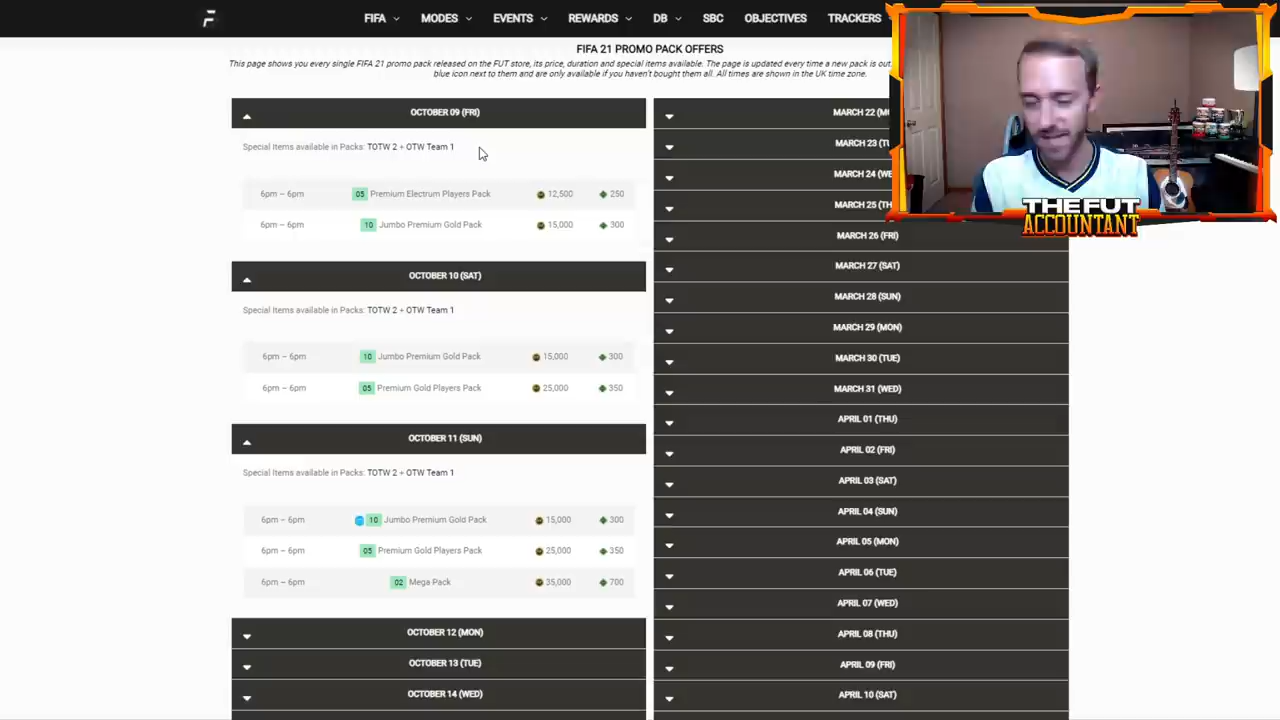 FIFA MODES EVENTS REWARDS DB SBC OBJECTIVES TRACKERS
FIFA 21 PROMO PACK OFFERS
This page shows you every single FIFA 21 promo pack released on the FUT store, its price, duration and special items available. The page is updated every time a new pack is out.
blue icon next to them and are only available if you haven't bought them all. All times are shown in the UK time zone.
OCTOBER 09 (FRI)
Special Items available in Packs: TOTW 2 + OTW Team 1
6pm – 6pm 05 Premium Electrum Players Pack 12,500 250
6pm – 6pm 10 Jumbo Premium Gold Pack 15,000 300
OCTOBER 10 (SAT)
Special Items available in Packs: TOTW 2 + OTW Team 1
6pm – 6pm 10 Jumbo Premium Gold Pack 15,000 300
6pm – 6pm 05 Premium Gold Players Pack 25,000 350
OCTOBER 11 (SUN)
Special Items available in Packs: TOTW 2 + OTW Team 1
6pm – 6pm 10 Jumbo Premium Gold Pack 15,000 300
6pm – 6pm 05 Premium Gold Players Pack 25,000 350
6pm – 6pm 02 Mega Pack 35,000 700
OCTOBER 12 (MON)
OCTOBER 13 (TUE)
OCTOBER 14 (WED)
MARCH 22
MARCH 23
MARCH 24
MARCH 25
MARCH 26 (FRI)
MARCH 27 (SAT)
MARCH 28 (SUN)
MARCH 29 (MON)
MARCH 30 (TUE)
MARCH 31 (WED)
APRIL 01 (THU)
APRIL 02 (FRI)
APRIL 03 (SAT)
APRIL 04 (SUN)
APRIL 05 (MON)
APRIL 06 (TUE)
APRIL 07 (WED)
APRIL 08 (THU)
APRIL 09 (FRI)
APRIL 10 (SAT)
THE FUT
ACCOUNTANT